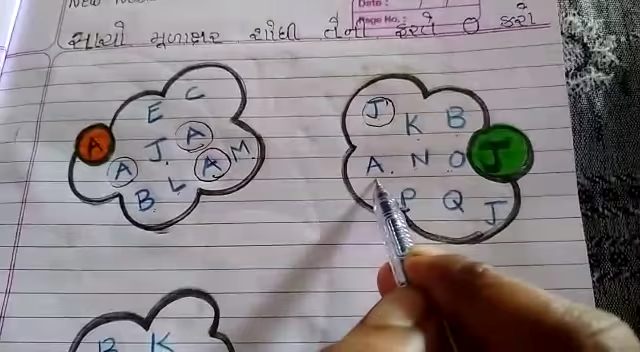 Date :
Page No. :
સાચો મૂળાક્ષર શોધી તેની ફરતે O કરો
E C
A J A
A A M
B L
J K B
A N O J
P Q J
B K